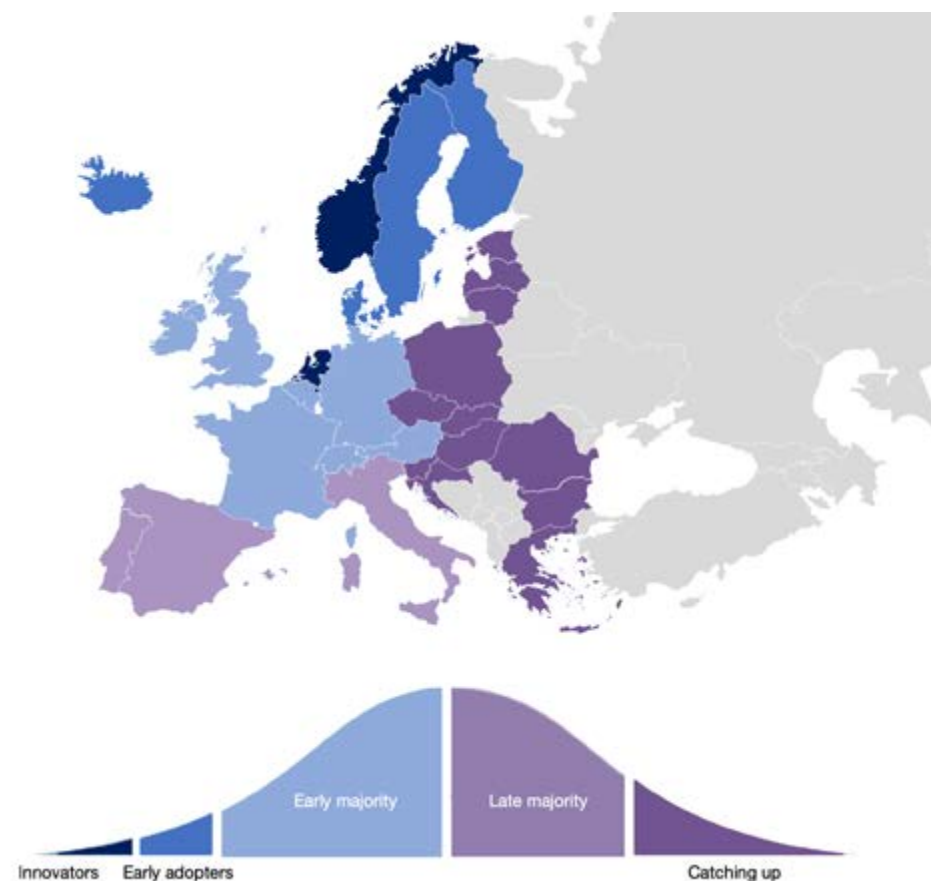 Early majority
Late majority
Innovators
Early adopters
Catching up